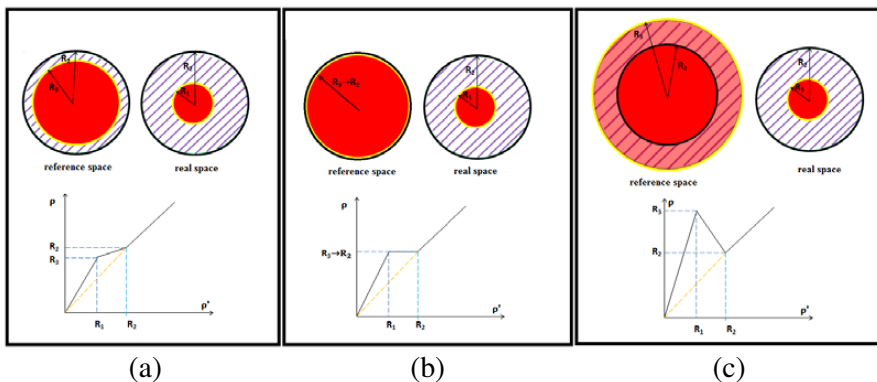 R₂
R₃
R₂
R₁
reference space
real space
ρ
R₂
R₃
R₁
R₂
ρ'
(a)
R₃→R₂
R₂
R₁
reference space
real space
ρ
R₃→R₂
R₁
R₂
ρ'
(b)
R₃
R₂
R₂
R₁
reference space
real space
ρ
R₃
R₂
R₁
R₂
ρ'
(c)